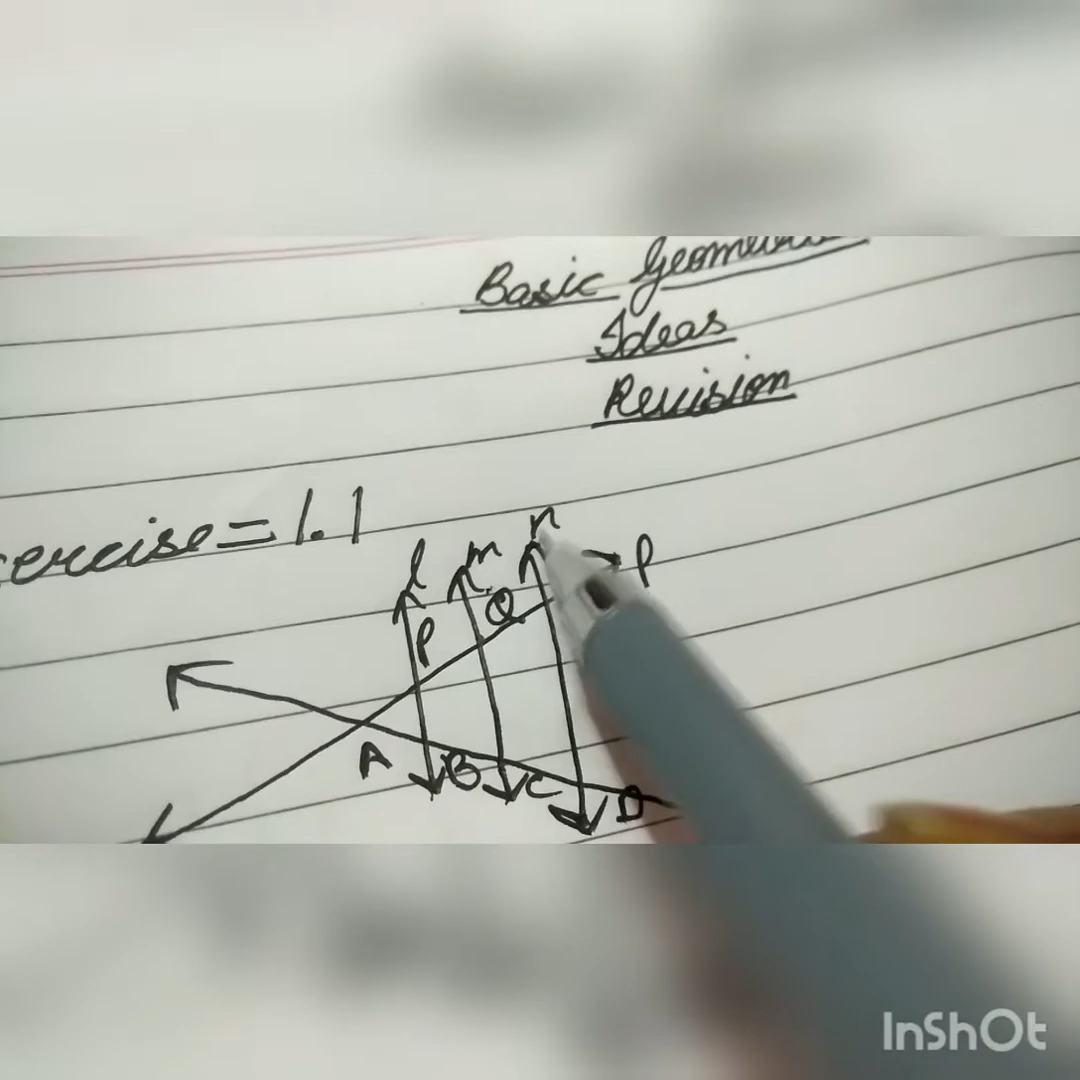 Basic
Ideas
Revision
ercise = 1.1
l m n
P Q p
A B C D
InShOt